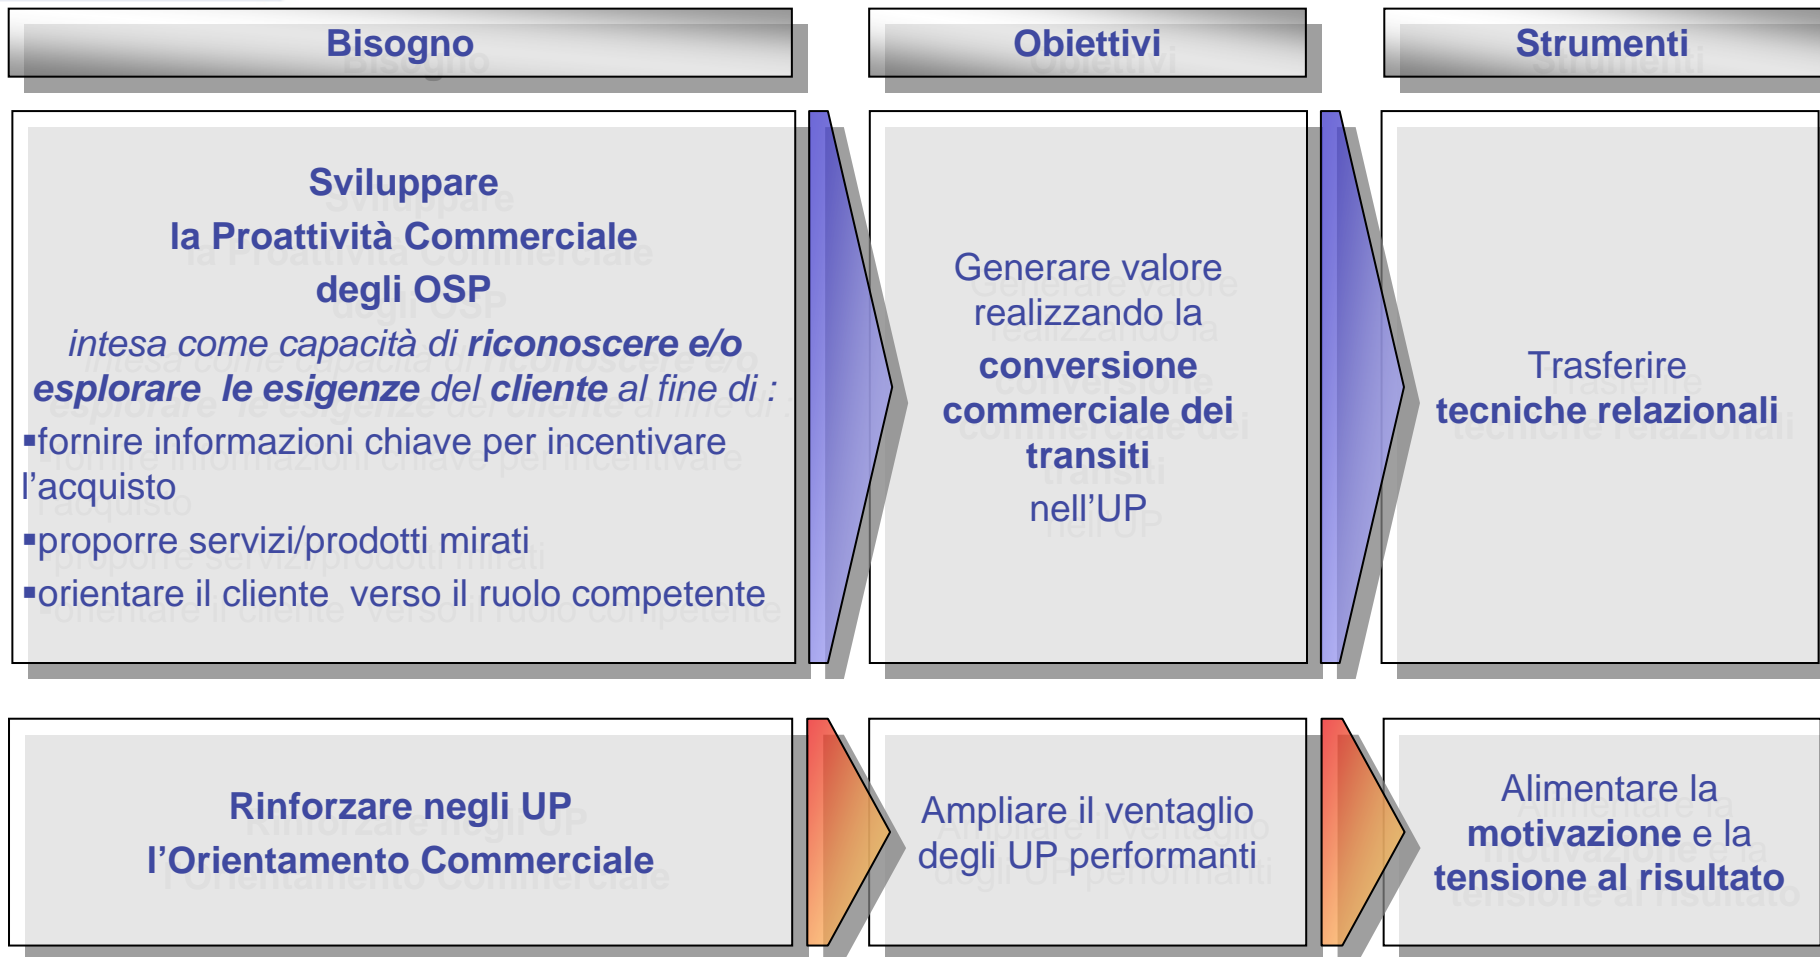 Bisogno
Obiettivi
Strumenti
Sviluppare
la Proattività Commerciale
degli OSP
intesa come capacità di riconoscere e/o
esplorare  le esigenze del cliente al fine di :
▪fornire informazioni chiave per incentivare
l’acquisto
▪proporre servizi/prodotti mirati
▪orientare il cliente  verso il ruolo competente
Generare valore
realizzando la
conversione
commerciale dei
transiti
nell’UP
Trasferire
tecniche relazionali
Rinforzare negli UP
l’Orientamento Commerciale
Ampliare il ventaglio
degli UP performanti
Alimentare la
motivazione e la
tensione al risultato